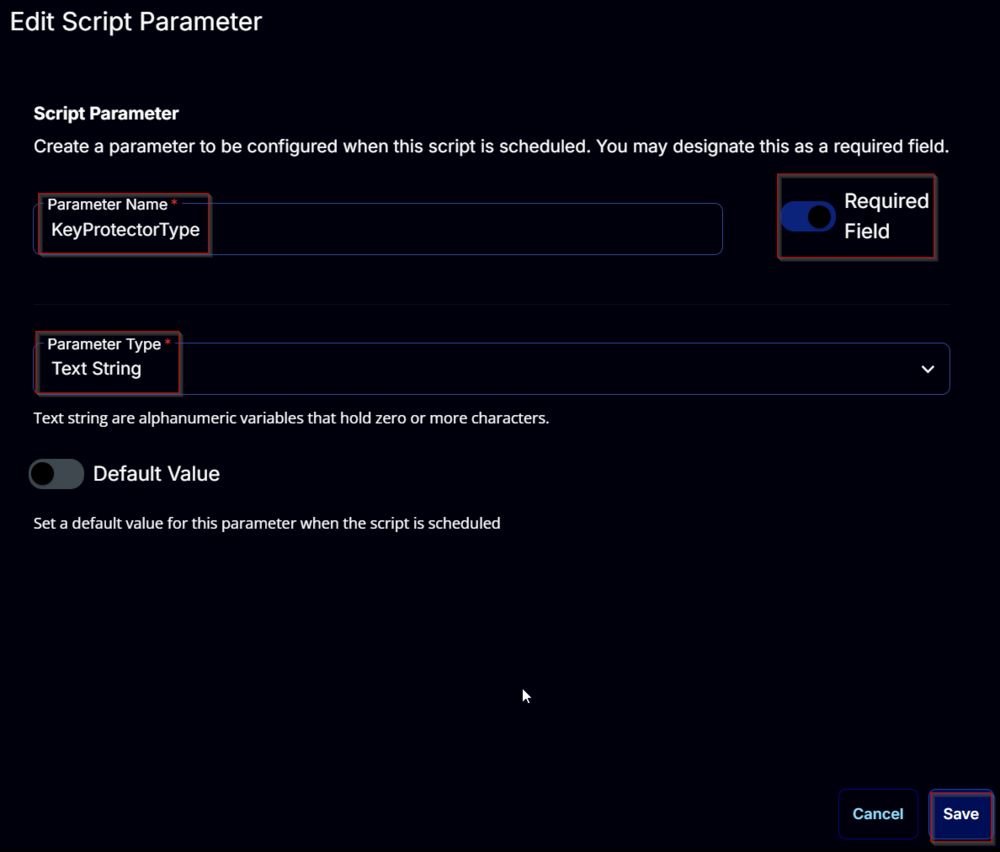 Edit Script Parameter
Script Parameter
Create a parameter to be configured when this script is scheduled. You may designate this as a required field.
Parameter Name *
KeyProtectorType
Required
Field
Parameter Type *
Text String
Text string are alphanumeric variables that hold zero or more characters.
Default Value
Set a default value for this parameter when the script is scheduled
Cancel
Save